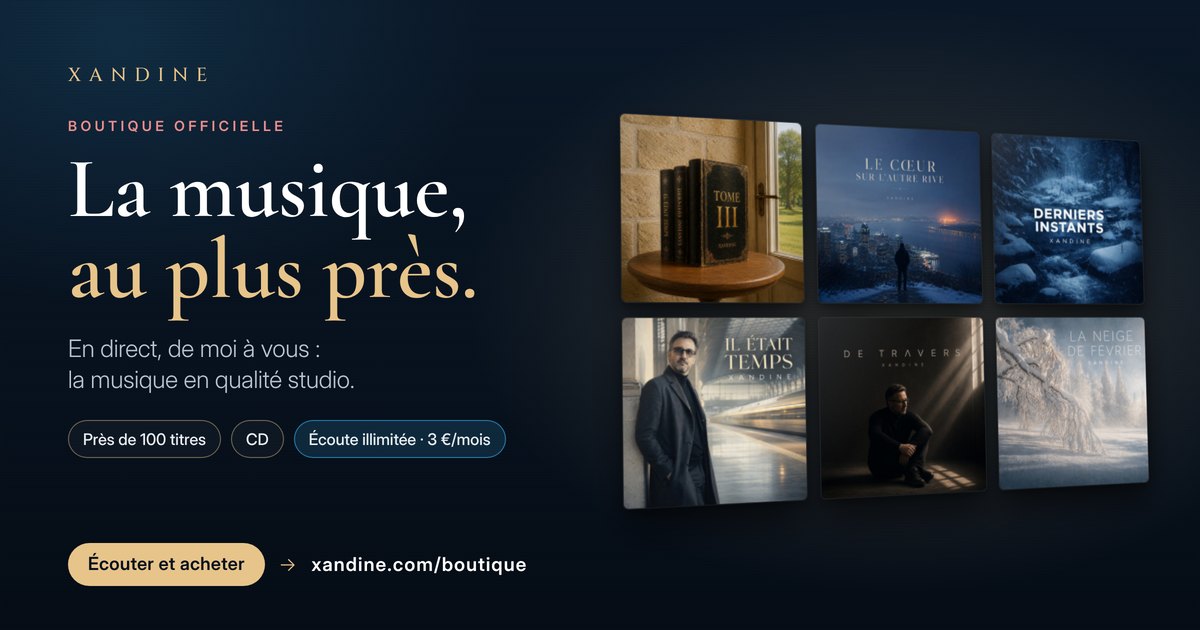 XANDINE
BOUTIQUE OFFICIELLE
La musique,
au plus près.
En direct, de moi à vous :
la musique en qualité studio.
Près de 100 titres
CD
Écoute illimitée · 3 €/mois
Écouter et acheter
→ xandine.com/boutique
TOME
III
XANDINE
LE CŒUR
SUR L'AUTRE RIVE
XANDINE
DERNIERS
INSTANTS
XANDINE
IL ÉTAIT
TEMPS
XANDINE
DE TRAVERS
XANDINE
LA NEIGE
DE FÉVRIER
XANDINE